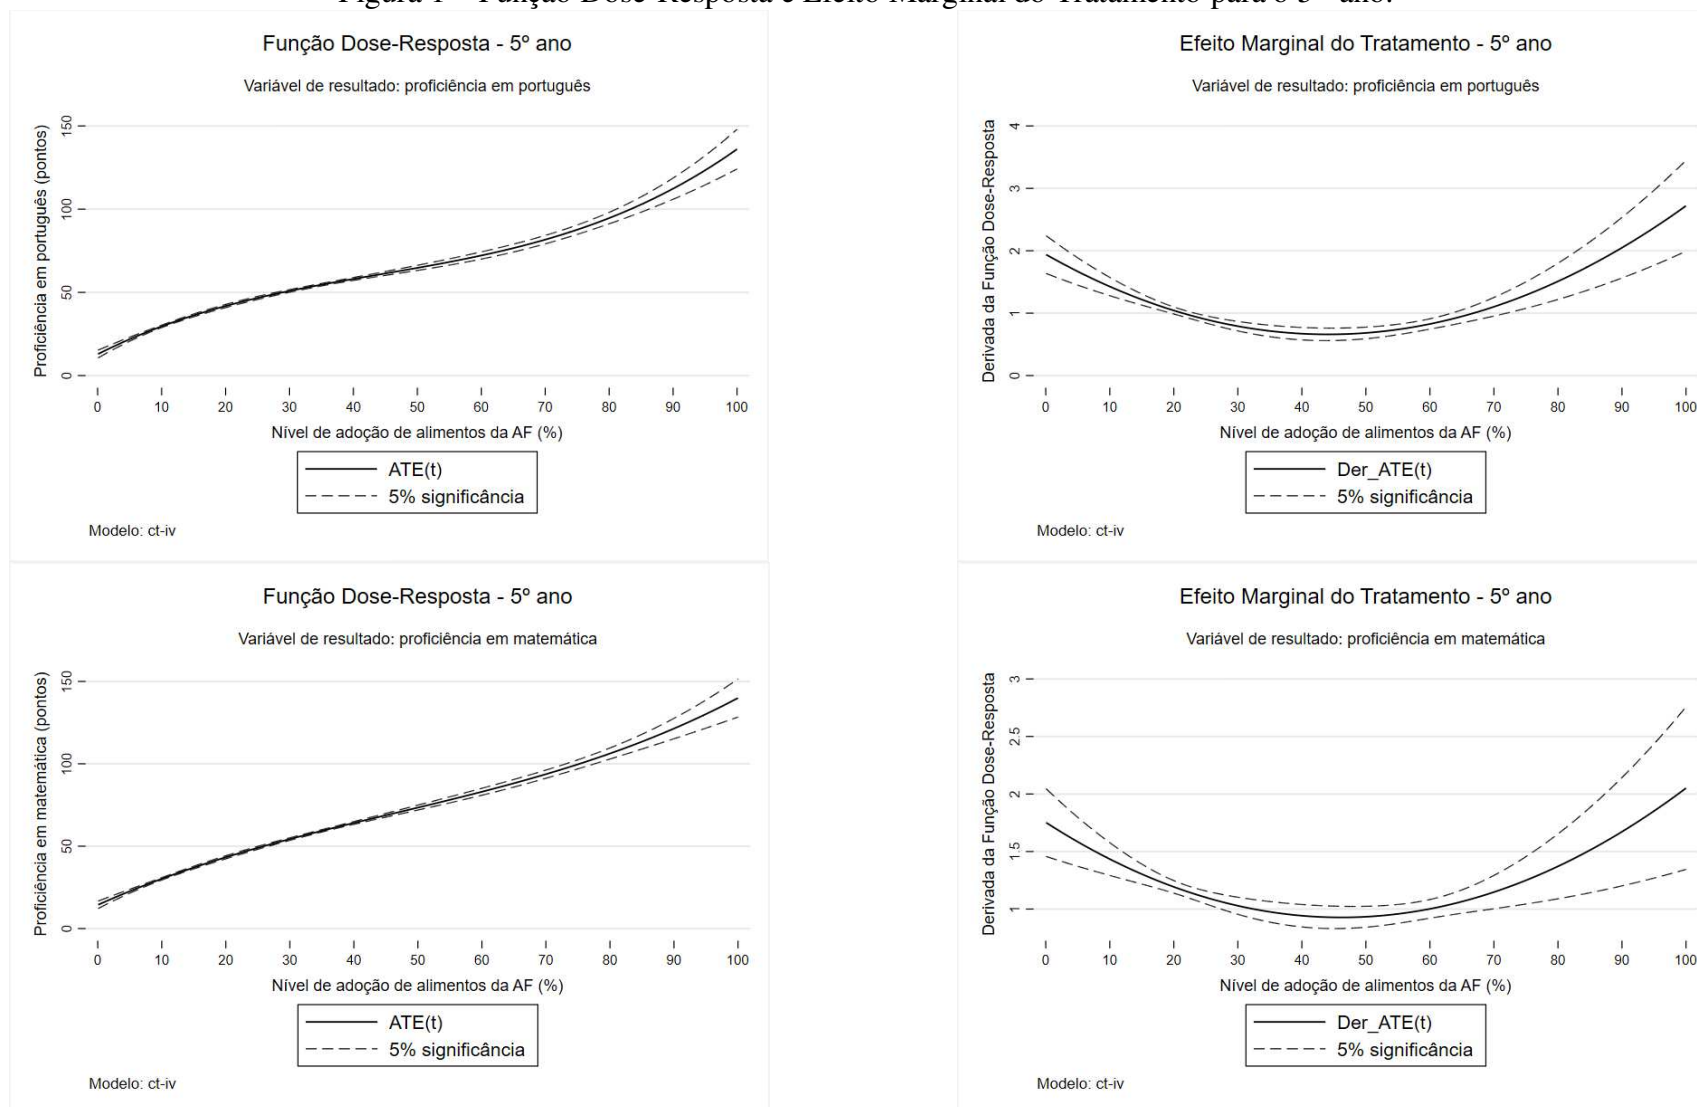 Figura 1 – Função Dose-Resposta e Efeito Marginal do Tratamento para o 5º ano.
Função Dose-Resposta - 5º ano
Variável de resultado: proficiência em português
Proficiência em português (pontos)
150
100
50
0
0 10 20 30 40 50 60 70 80 90 100
Nível de adoção de alimentos da AF (%)
ATE(t)
5% significância
Modelo: ct-iv
Efeito Marginal do Tratamento - 5º ano
Variável de resultado: proficiência em português
Derivada da Função Dose-Resposta
4
3
2
1
0
0 10 20 30 40 50 60 70 80 90 100
Nível de adoção de alimentos da AF (%)
Der_ATE(t)
5% significância
Modelo: ct-iv
Função Dose-Resposta - 5º ano
Variável de resultado: proficiência em matemática
Proficiência em matemática (pontos)
150
100
50
0
0 10 20 30 40 50 60 70 80 90 100
Nível de adoção de alimentos da AF (%)
ATE(t)
5% significância
Modelo: ct-iv
Efeito Marginal do Tratamento - 5º ano
Variável de resultado: proficiência em matemática
Derivada da Função Dose-Resposta
3
2.5
2
1.5
1
0 10 20 30 40 50 60 70 80 90 100
Nível de adoção de alimentos da AF (%)
Der_ATE(t)
5% significância
Modelo: ct-iv